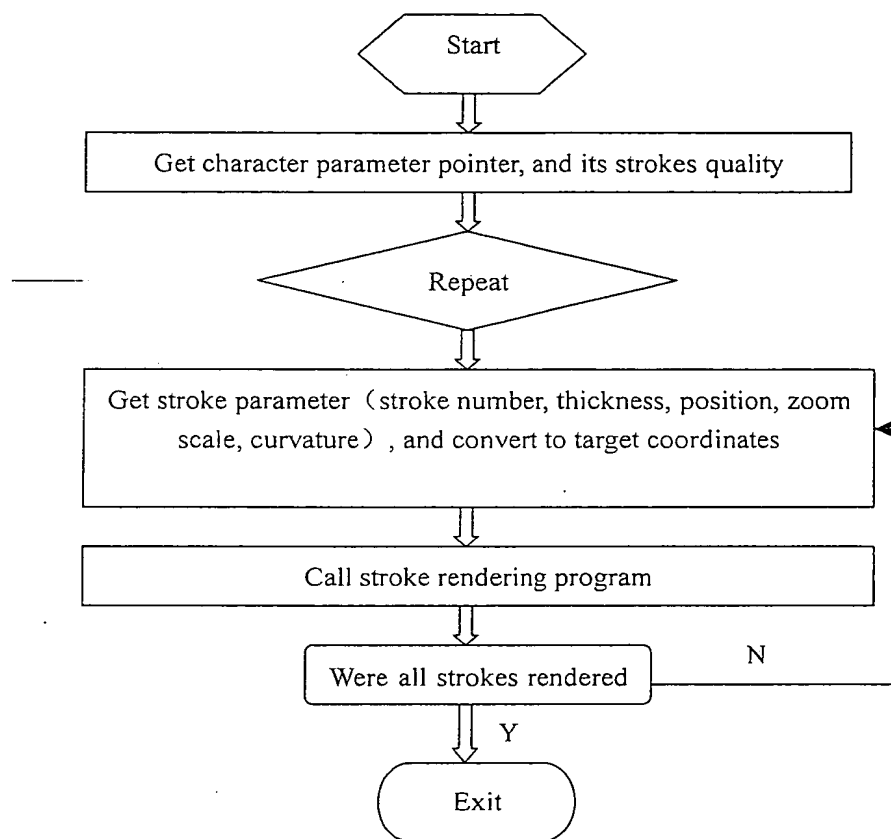 Start
Get character parameter pointer, and its strokes quality
Repeat
Get stroke parameter（stroke number, thickness, position, zoom
scale, curvature）, and convert to target coordinates
Call stroke rendering program
Were all strokes rendered
N
Y
Exit